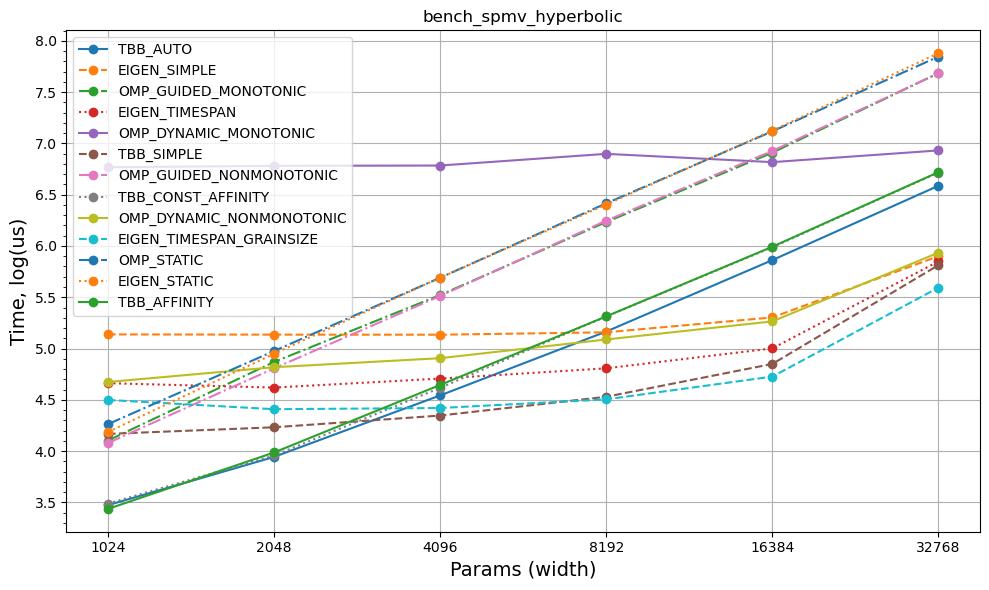 bench_spmv_hyperbolic
Time, log(us)
8.0
7.5
7.0
6.5
6.0
5.5
5.0
4.5
4.0
3.5
TBB_AUTO
EIGEN_SIMPLE
OMP_GUIDED_MONOTONIC
EIGEN_TIMESPAN
OMP_DYNAMIC_MONOTONIC
TBB_SIMPLE
OMP_GUIDED_NONMONOTONIC
TBB_CONST_AFFINITY
OMP_DYNAMIC_NONMONOTONIC
EIGEN_TIMESPAN_GRAINSIZE
OMP_STATIC
EIGEN_STATIC
TBB_AFFINITY
1024 2048 4096 8192 16384 32768
Params (width)